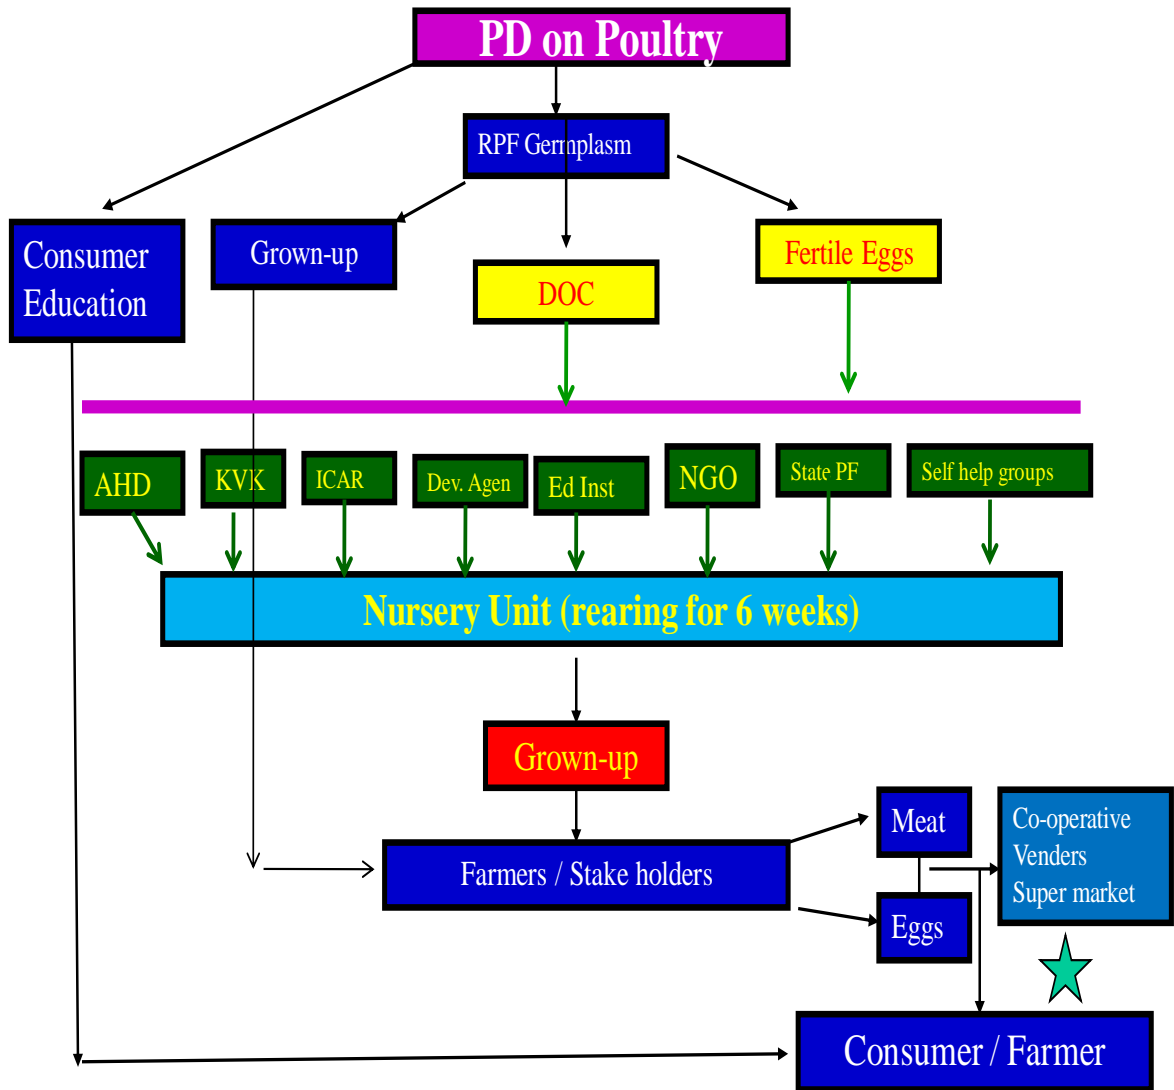 PD on Poultry
RPF Germplasm
Consumer
Education
Grown-up
DOC
Fertile Eggs
AHD
KVK
ICAR
Dev. Agen
Ed Inst
NGO
State PF
Self help groups
Nursery Unit (rearing for 6 weeks)
Grown-up
Farmers / Stake holders
Meat
Eggs
Co-operative
Venders
Super market
Consumer / Farmer